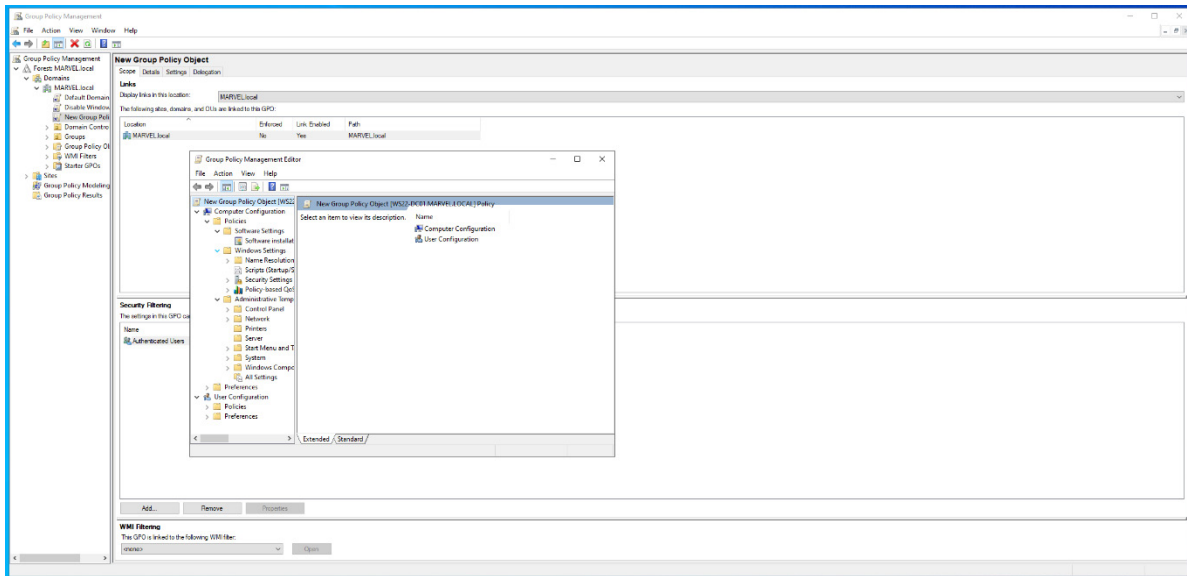 Group Policy Management
File Action View Window Help
Group Policy Management
Forest: MARVEL.local
Domains
MARVEL.local
Default Domain
Disable Window
New Group Poli
Domain Contro
Groups
Group Policy Ol
WMI Filters
Starter GPOs
Sites
Group Policy Modeling
Group Policy Results
New Group Policy Object
Scope Details Settings Delegation
Links
Display links in this location: MARVEL.local
The following sites, domains, and OUs are linked to this GPO:
Location Enforced Link Enabled Path
MARVEL.local No Yes MARVEL.local
Group Policy Management Editor
File Action View Help
New Group Policy Object [WS22
Computer Configuration
Policies
Software Settings
Software installat
Windows Settings
Name Resolution
Scripts (Startup/S
Security Settings
Policy-based QoS
Administrative Temp
Control Panel
Network
Printers
Server
Start Menu and T
System
Windows Compo
All Settings
Preferences
User Configuration
Policies
Preferences
New Group Policy Object [WS22-DC01.MARVEL.LOCAL] Policy
Select an item to view its description.
Name
Computer Configuration
User Configuration
Extended Standard
Security Filtering
The settings in this GPO ca
Name
Authenticated Users
Add... Remove Properties
WMI Filtering
This GPO is linked to the following WMI filter:
<none> Open